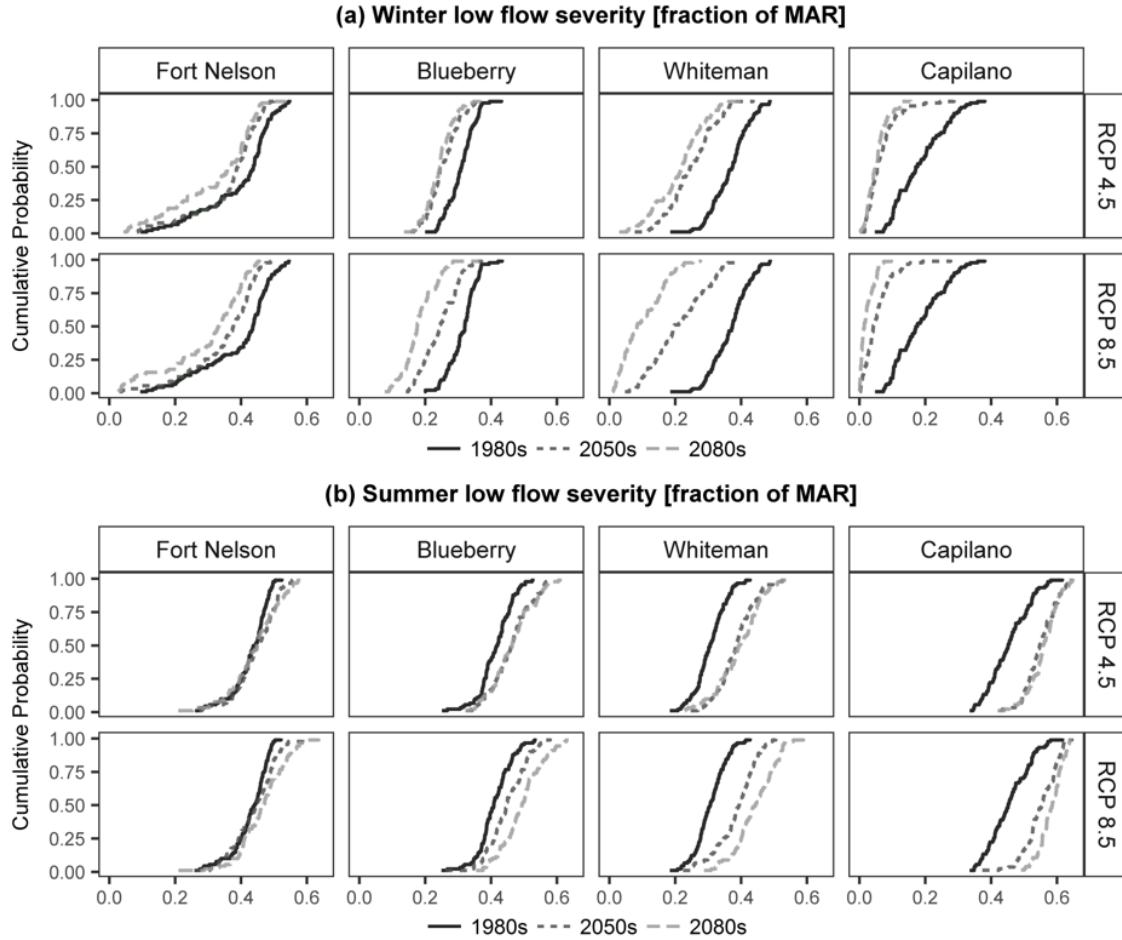 (a) Winter low flow severity [fraction of MAR]
Fort Nelson Blueberry Whiteman Capilano
Cumulative Probability
1.00
0.75
0.50
0.25
0.00
RCP 4.5
Cumulative Probability
1.00
0.75
0.50
0.25
0.00
RCP 8.5
0.0 0.2 0.4 0.6 0.0 0.2 0.4 0.6 0.0 0.2 0.4 0.6 0.0 0.2 0.4 0.6
1980s 2050s 2080s
(b) Summer low flow severity [fraction of MAR]
Fort Nelson Blueberry Whiteman Capilano
Cumulative Probability
1.00
0.75
0.50
0.25
0.00
RCP 4.5
Cumulative Probability
1.00
0.75
0.50
0.25
0.00
RCP 8.5
0.0 0.2 0.4 0.6 0.0 0.2 0.4 0.6 0.0 0.2 0.4 0.6 0.0 0.2 0.4 0.6
1980s 2050s 2080s